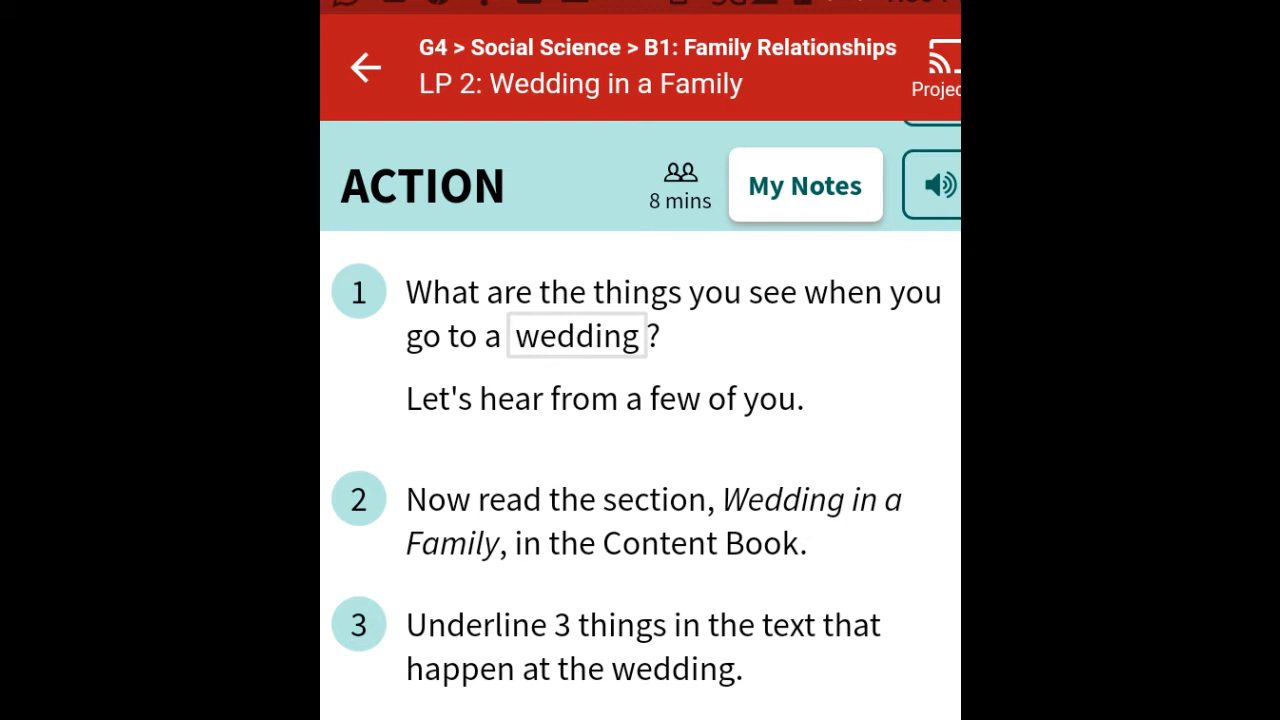 G4 > Social Science > B1: Family Relationships
LP 2: Wedding in a Family
ACTION
8 mins
My Notes
1
What are the things you see when you
go to a wedding?
Let's hear from a few of you.
2
Now read the section, Wedding in a
Family, in the Content Book.
3
Underline 3 things in the text that
happen at the wedding.